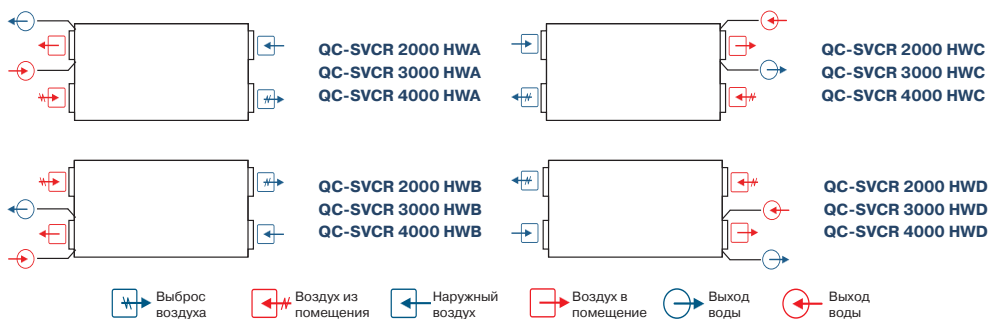 QC-SVCR 2000 HWA
QC-SVCR 3000 HWA
QC-SVCR 4000 HWA
QC-SVCR 2000 HWC
QC-SVCR 3000 HWC
QC-SVCR 4000 HWC
QC-SVCR 2000 HWB
QC-SVCR 3000 HWB
QC-SVCR 4000 HWB
QC-SVCR 2000 HWD
QC-SVCR 3000 HWD
QC-SVCR 4000 HWD
Выброс
воздуха
Воздух из
помещения
Наружный
воздух
Воздух в
помещение
Выход
воды
Выход
воды